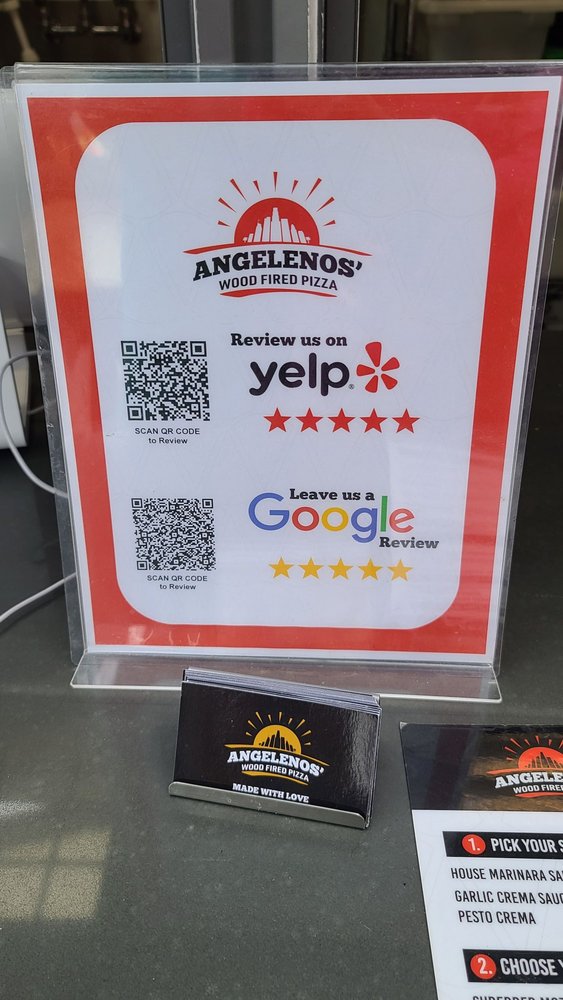 ANGELENOS'
WOOD FIRED PIZZA
Review us on
yelp
SCAN QR CODE
to Review
Leave us a
Google
Review
SCAN QR CODE
to Review
ANGELENOS'
WOOD FIRED PIZZA
MADE WITH LOVE
ANGELENOS
WOOD FIRE
1. PICK YOUR S
HOUSE MARINARA SA
GARLIC CREMA SAUC
PESTO CREMA
2. CHOOSE Y